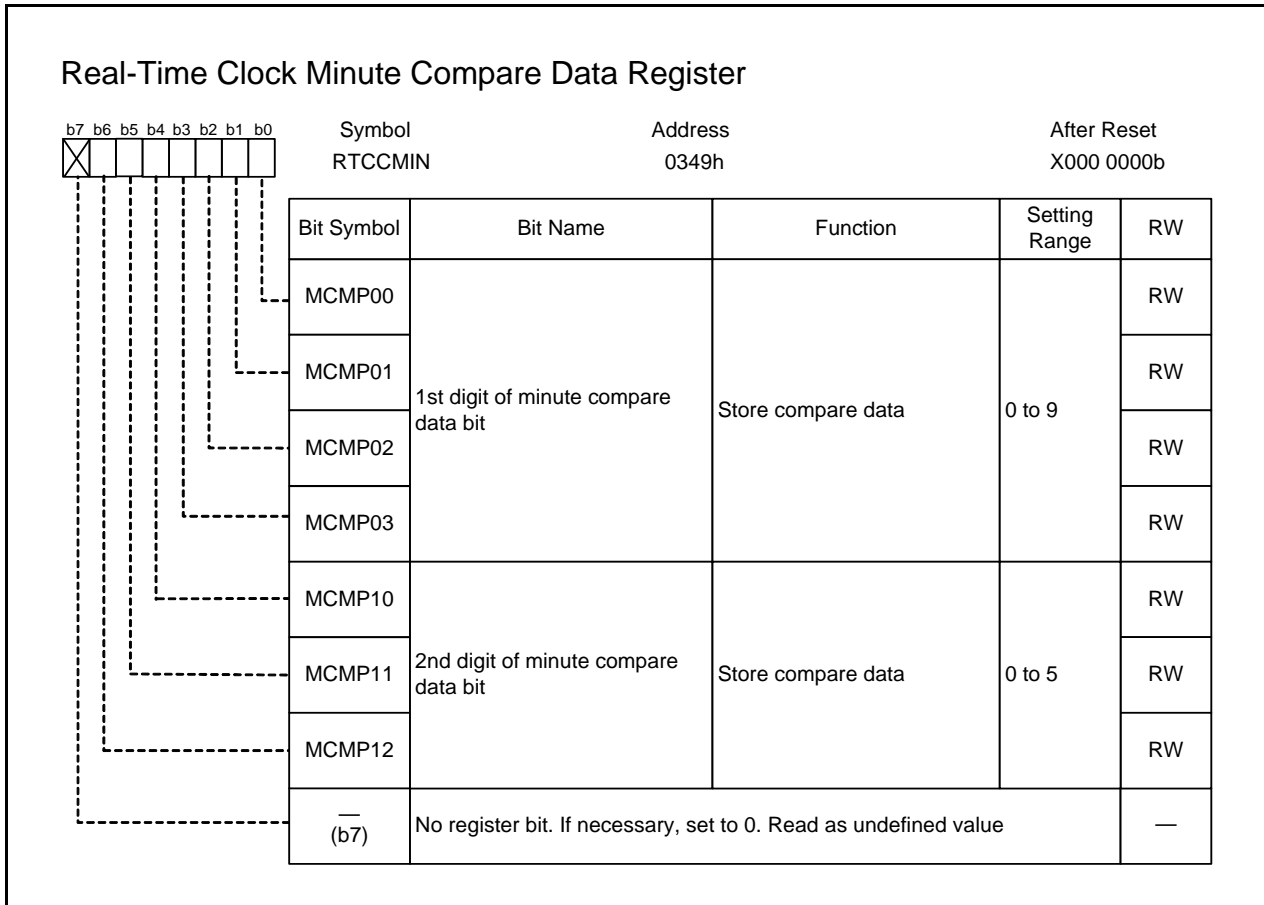 Real-Time Clock Minute Compare Data Register
b7 b6 b5 b4 b3 b2 b1 b0
Symbol Address After Reset
RTCCMIN 0349h X000 0000b
Bit Symbol Bit Name Function Setting Range RW
MCMP00 RW
MCMP01 RW
1st digit of minute compare data bit Store compare data 0 to 9
MCMP02 RW
MCMP03 RW
MCMP10 RW
MCMP11 2nd digit of minute compare data bit Store compare data 0 to 5 RW
MCMP12 RW
— (b7) No register bit. If necessary, set to 0. Read as undefined value —